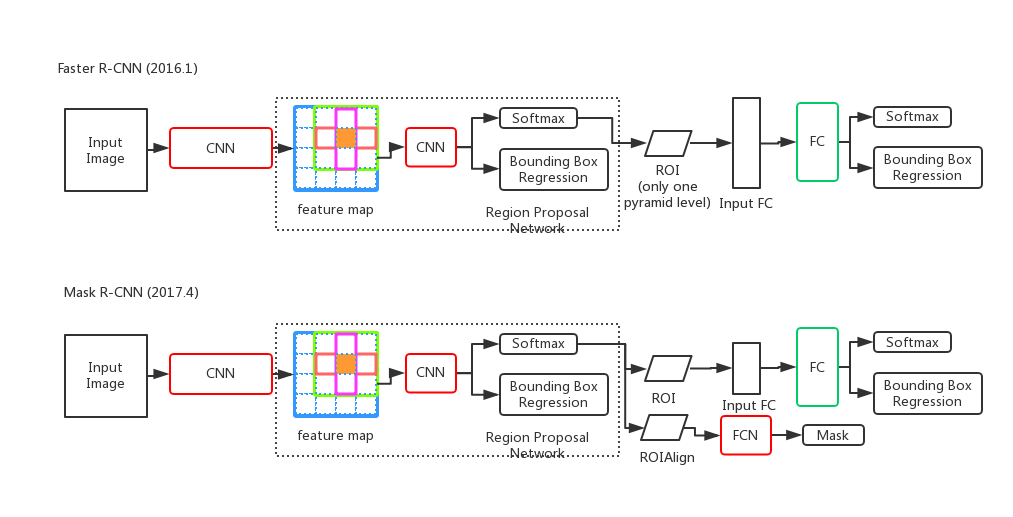 Faster R-CNN (2016.1)
Input
Image
CNN
feature map
CNN
Softmax
Bounding Box
Regression
Region Proposal
Network
ROI
(only one
pyramid level)
Input FC
FC
Softmax
Bounding Box
Regression
Mask R-CNN (2017.4)
Input
Image
CNN
feature map
CNN
Softmax
Bounding Box
Regression
Region Proposal
Network
ROI
ROIAlign
Input FC
FC
Softmax
Bounding Box
Regression
FCN
Mask